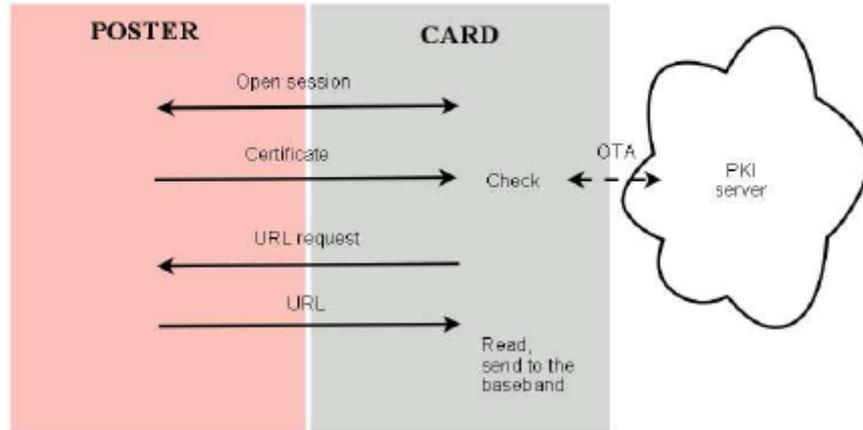 POSTER
CARD
Open session
Certificate
OTA
Check
PKI
server
URL request
URL
Read,
send to the
baseband